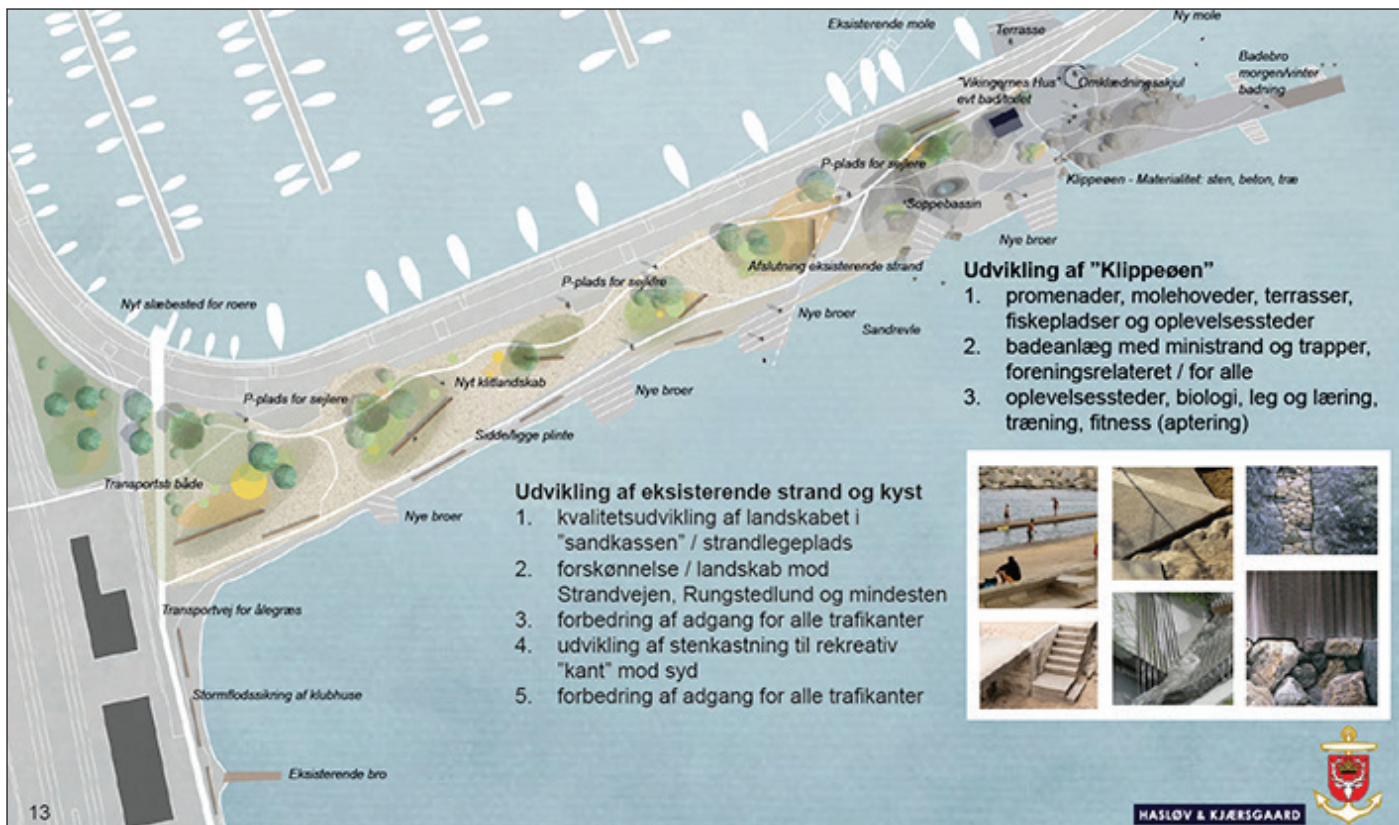 Eksisterende mole
Ny mole
Terrasse
Badebro
morgen/vinter
badning
"Vikingernes Hus"
evt bad/toilet
Omklædningsskjul
P-plads for sejlere
Klippeøen - Materialitet: sten, beton, træ
Soppebassin
Nye broer
Afslutning eksisterende strand
P-plads for sejlere
Nye broer
Sandrevle
Nyt slæbested for roere
Nyt klitlandskab
Nye broer
P-plads for sejlere
Sidde/ligge plinte
Transportsti både
Nye broer
Transportvej for ålegræs
Stormflodssikring af klubhuse
Eksisterende bro
Udvikling af "Klippeøen"
1. promenader, molehoveder, terrasser,
fiskepladser og oplevelsessteder
2. badeanlæg med ministrand og trapper,
foreningsrelateret / for alle
3. oplevelsessteder, biologi, leg og læring,
træning, fitness (aptering)
Udvikling af eksisterende strand og kyst
1. kvalitetsudvikling af landskabet i
"sandkassen" / strandlegeplads
2. forskønnelse / landskab mod
Strandvejen, Rungstedlund og mindesten
3. forbedring af adgang for alle trafikanter
4. udvikling af stenkastning til rekreativ
"kant" mod syd
5. forbedring af adgang for alle trafikanter
13
HASLØV & KJÆRSGAARD